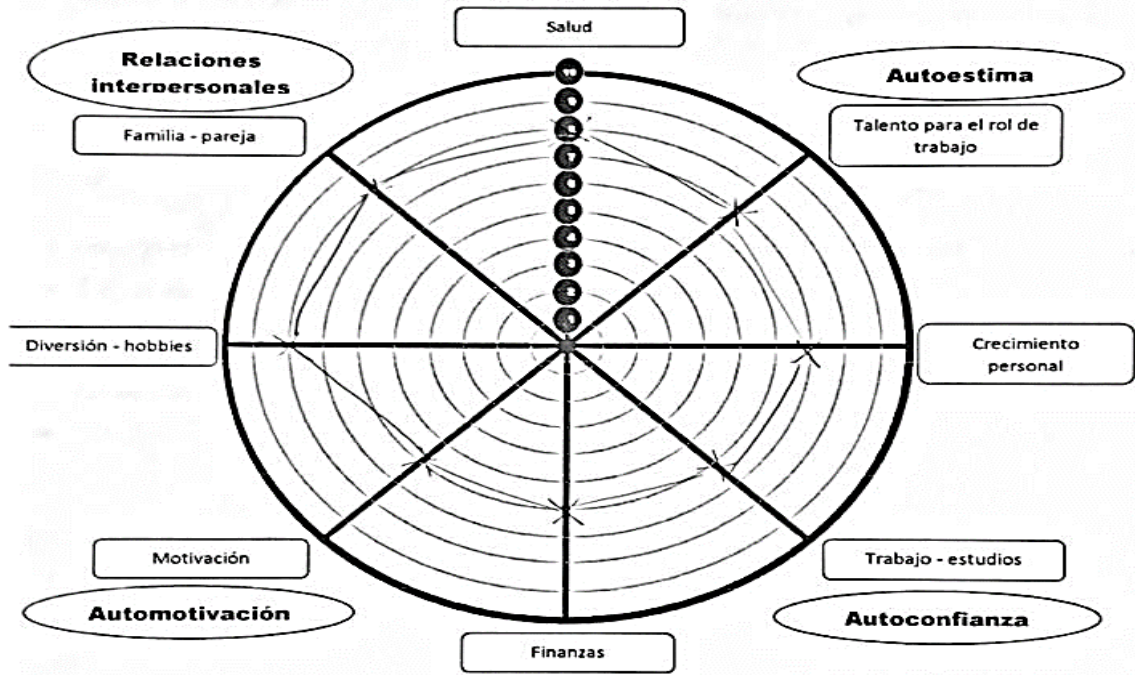 Salud
Relaciones
interpersonales
Autoestima
Familia - pareja
Talento para el rol de
trabajo
Diversión - hobbies
Crecimiento
personal
Motivación
Trabajo - estudios
Automotivación
Autoconfianza
Finanzas